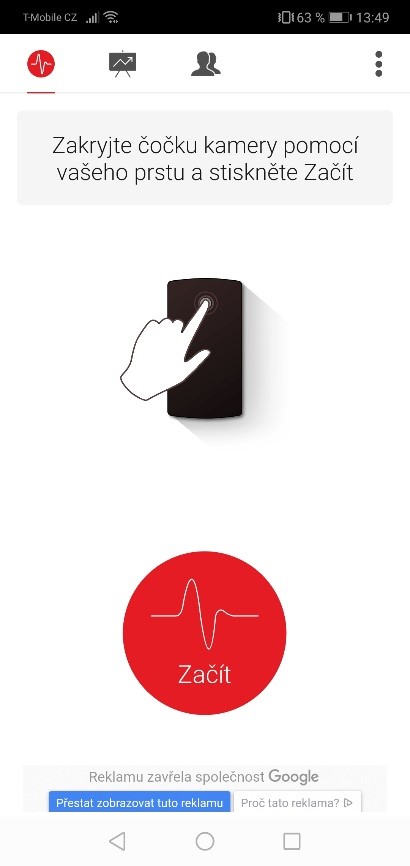 T-Mobile CZ 63 % 13:49
Zakryjte čočku kamery pomocí
vašeho prstu a stiskněte Začít
Začít
Reklamu zavřela společnost Google
Přestat zobrazovat tuto reklamu Proč tato reklama?